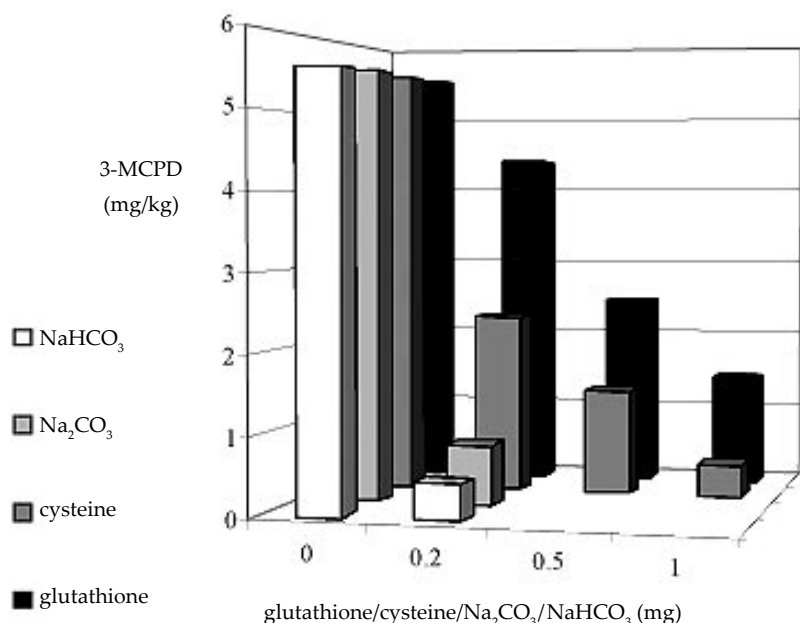 6
5
3-MCPD
(mg/kg)
4
3
NaHCO₃
2
Na₂CO₃
1
cysteine
0
0
0.2
0.5
1
glutathione
glutathione/cysteine/Na₂CO₃/NaHCO₃ (mg)